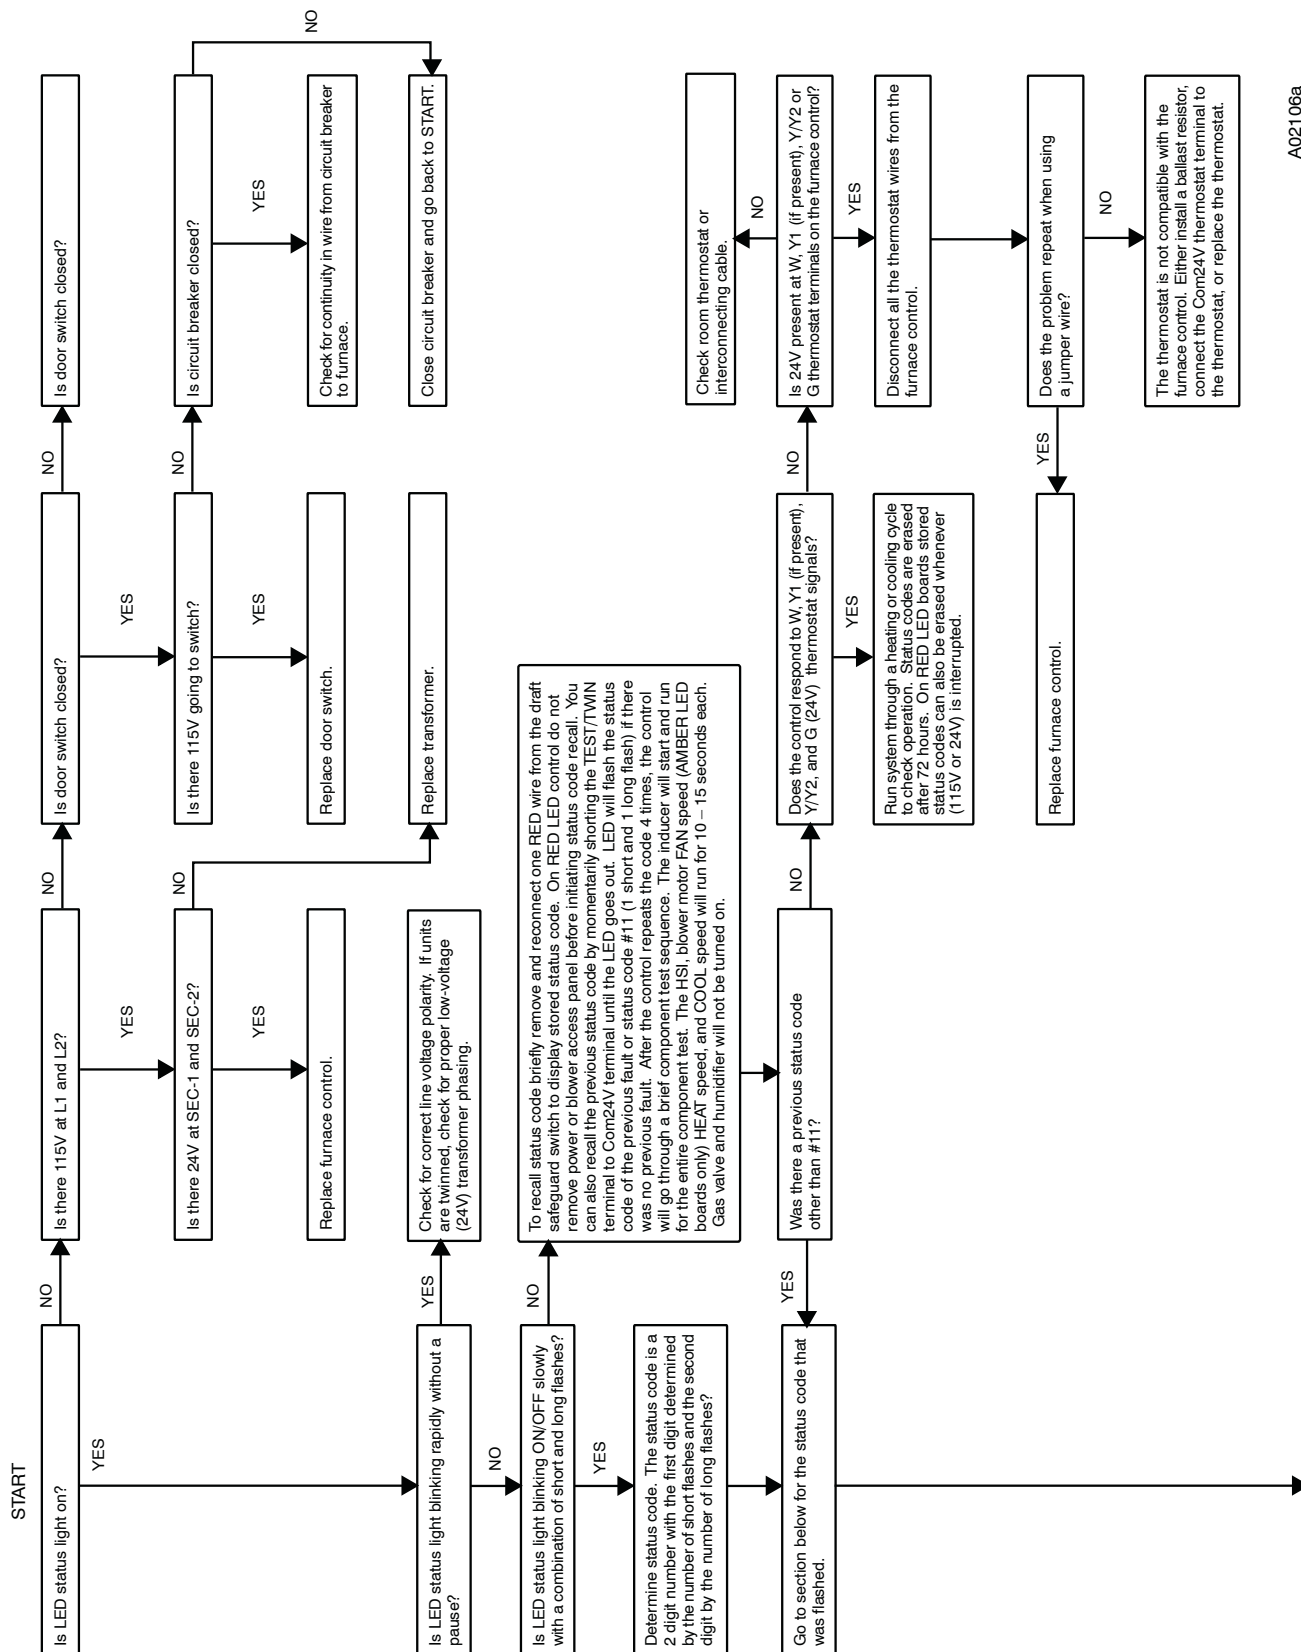 START
Is LED status light on?
NO
YES
Is there 115V at L1 and L2?
NO
YES
Is door switch closed?
NO
YES
Is door switch closed?
Is there 24V at SEC-1 and SEC-2?
NO
YES
Is there 115V going to switch?
NO
YES
Is circuit breaker closed?
NO
YES
Replace furnace control.
Replace door switch.
Check for continuity in wire from circuit breaker
to furnace.
Replace transformer.
Close circuit breaker and go back to START.
Is LED status light blinking rapidly without a
pause?
YES
NO
Check for correct line voltage polarity. If units
are twinned, check for proper low-voltage
(24V) transformer phasing.
Is LED status light blinking ON/OFF slowly
with a combination of short and long flashes?
NO
YES
To recall status code briefly remove and reconnect one RED wire from the draft
safeguard switch to display stored status code. On RED LED control do not
remove power or blower access panel before initiating status code recall. You
can also recall the previous status code by momentarily shorting the TEST/TWIN
terminal to Com24V terminal until the LED goes out. LED will flash the status
code of the previous fault or status code #11 (1 short and 1 long flash) if there
was no previous fault. After the control repeats the code 4 times, the control
will go through a brief component test sequence. The inducer will start and run
for the entire component test. The HSI, blower motor FAN speed (AMBER LED
boards only) HEAT speed, and COOL speed will run for 10 – 15 seconds each.
Gas valve and humidifier will not be turned on.
Determine status code. The status code is a
2 digit number with the first digit determined
by the number of short flashes and the second
digit by the number of long flashes?
Go to section below for the status code that
was flashed.
YES
Was there a previous status code
other than #11?
NO
Does the control respond to W, Y1 (if present),
Y/Y2, and G (24V) thermostat signals?
NO
YES
Is 24V present at W, Y1 (if present), Y/Y2 or
G thermostat terminals on the furnace control?
NO
YES
Check room thermostat or
interconnecting cable.
Run system through a heating or cooling cycle
to check operation. Status codes are erased
after 72 hours. On RED LED boards stored
status codes can also be erased whenever
(115V or 24V) is interrupted.
Disconnect all the thermostat wires from the
furnace control.
Does the problem repeat when using
a jumper wire?
YES
NO
Replace furnace control.
The thermostat is not compatible with the
furnace control. Either install a ballast resistor,
connect the Com24V thermostat terminal to
the thermostat, or replace the thermostat.
A02106a